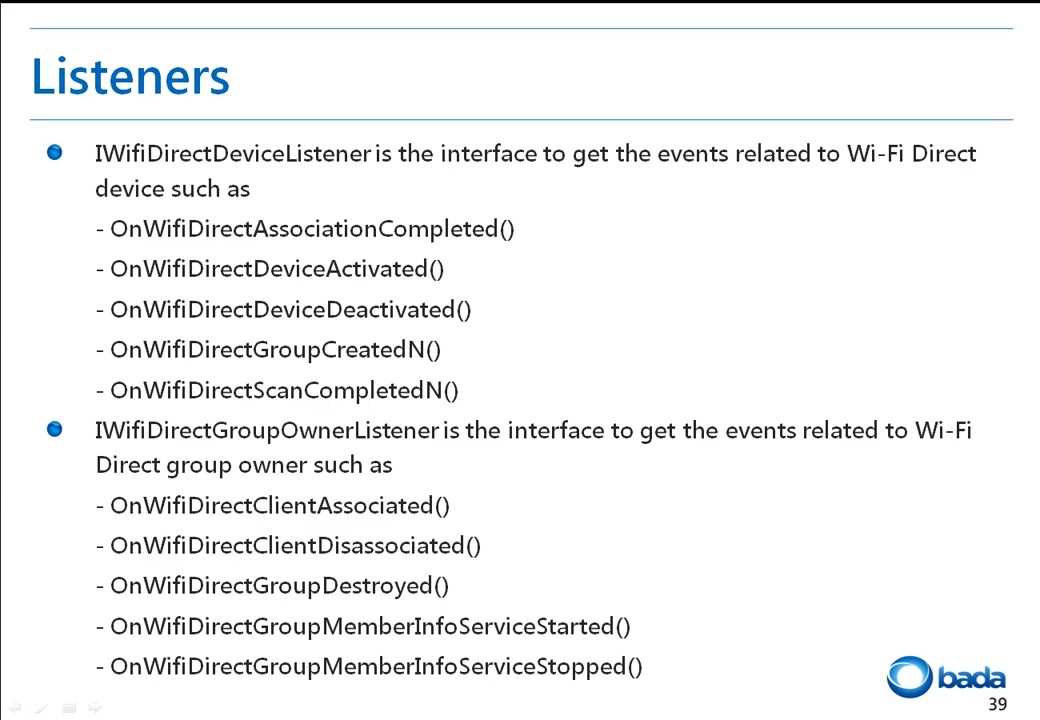 Listeners
IWifiDirectDeviceListener is the interface to get the events related to Wi-Fi Direct
device such as
- OnWifiDirectAssociationCompleted()
- OnWifiDirectDeviceActivated()
- OnWifiDirectDeviceDeactivated()
- OnWifiDirectGroupCreatedN()
- OnWifiDirectScanCompletedN()
IWifiDirectGroupOwnerListener is the interface to get the events related to Wi-Fi
Direct group owner such as
- OnWifiDirectClientAssociated()
- OnWifiDirectClientDisassociated()
- OnWifiDirectGroupDestroyed()
- OnWifiDirectGroupMemberInfoServiceStarted()
- OnWifiDirectGroupMemberInfoServiceStopped()
bada
39